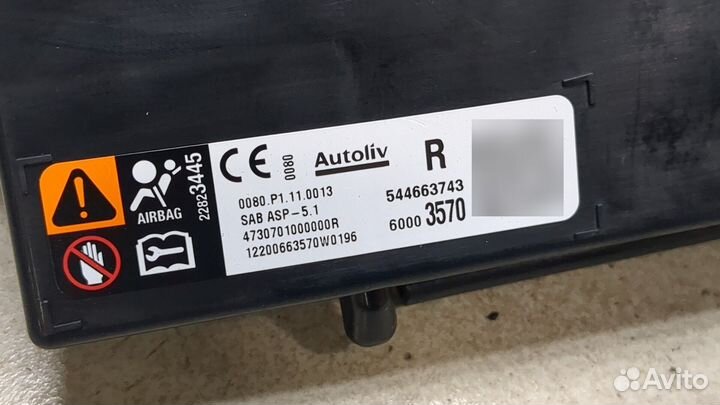 AIRBAG
22823445
CE 0080 Autoliv R
0080.P1.11.0013
SAB ASP-5.1
4730701000000R
12200663570W0196
544663743
6000 3570
Avito